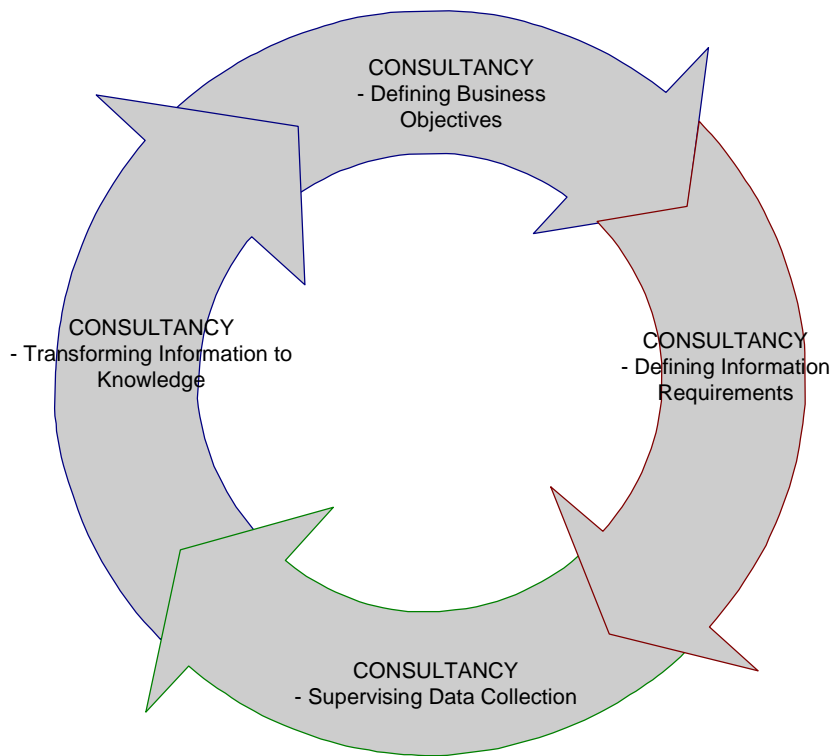 CONSULTANCY
- Defining Business
Objectives
CONSULTANCY
- Defining Information
Requirements
CONSULTANCY
- Supervising Data Collection
CONSULTANCY
- Transforming Information to
Knowledge